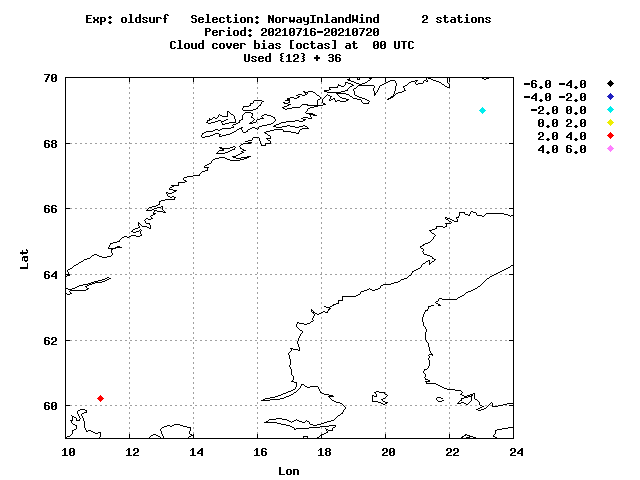 Exp: oldsurf   Selection: NorwayInlandWind      2 stations
Period: 20210716-20210720
Cloud cover bias [octas] at  00 UTC
Used {12} + 36
-6.0 -4.0
-4.0 -2.0
-2.0 0.0
0.0 2.0
2.0 4.0
4.0 6.0
70
68
66
64
62
60
Lat
10 12 14 16 18 20 22 24
Lon